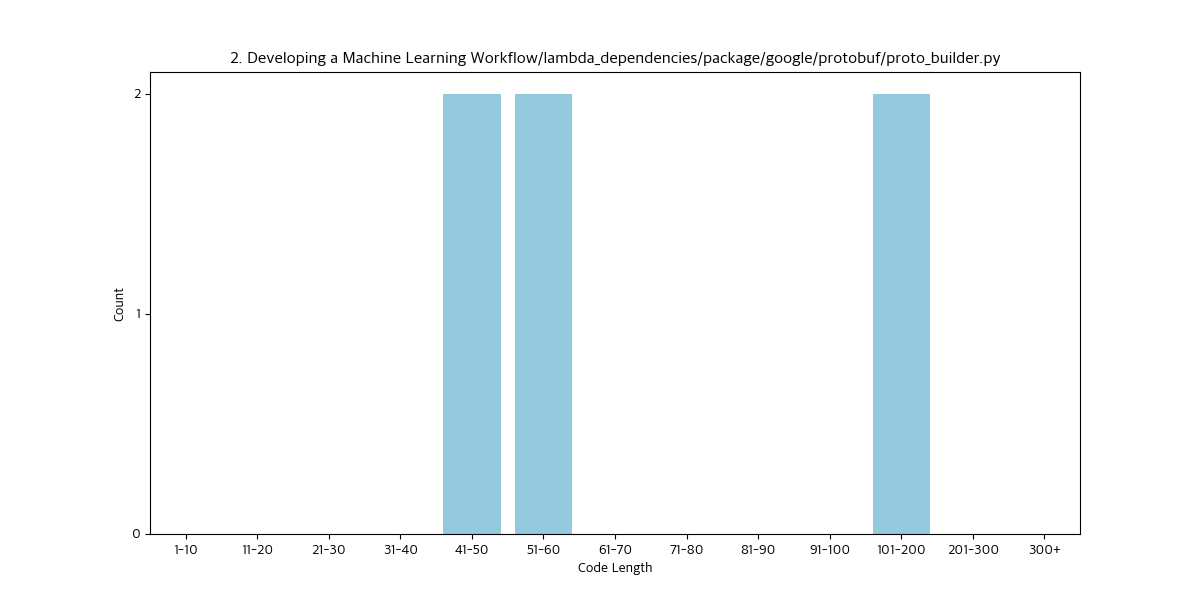 2. Developing a Machine Learning Workflow/lambda_dependencies/package/google/protobuf/proto_builder.py
2
1
0
Count
1-10 11-20 21-30 31-40 41-50 51-60 61-70 71-80 81-90 91-100 101-200 201-300 300+
Code Length